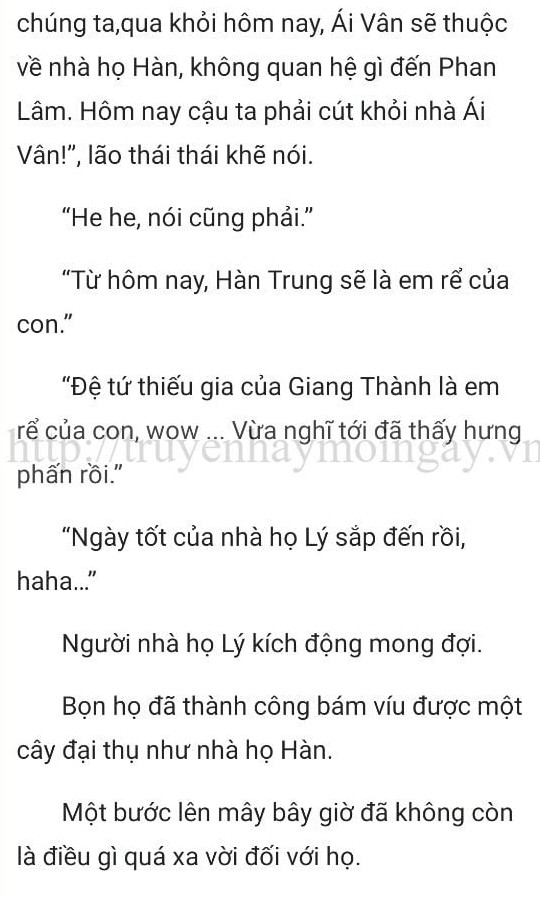 chúng ta,qua khỏi hôm nay, Ái Vân sẽ thuộc
về nhà họ Hàn, không quan hệ gì đến Phan
Lâm. Hôm nay cậu ta phải cút khỏi nhà Ái
Vân!”, lão thái thái khẽ nói.
“He he, nói cũng phải.”
“Từ hôm nay, Hàn Trung sẽ là em rể của
con.”
“Đệ tứ thiếu gia của Giang Thành là em
rể của con, wow ... Vừa nghĩ tới đã thấy hưng
http://truyenhaymoingay.vn
phấn rồi.”
“Ngày tốt của nhà họ Lý sắp đến rồi,
haha...”
Người nhà họ Lý kích động mong đợi.
Bọn họ đã thành công bám víu được một
cây đại thụ như nhà họ Hàn.
Một bước lên mây bây giờ đã không còn
là điều gì quá xa vời đối với họ.